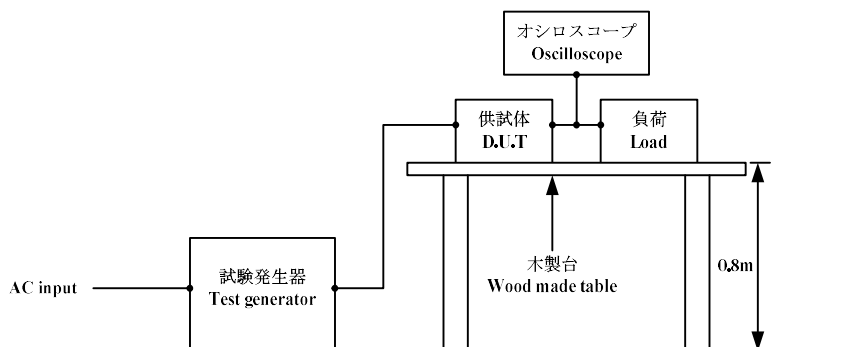 オシロスコープ
Oscilloscope
供試体
D.U.T
負荷
Load
木製台
Wood made table
0.8m
試験発生器
Test generator
AC input